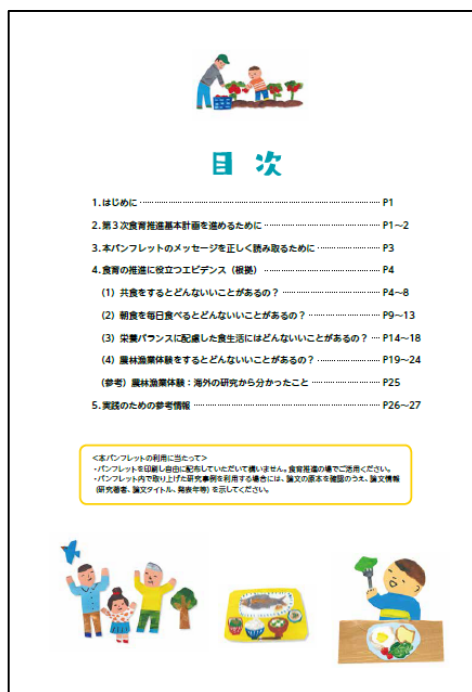 目次
1.はじめに ………… P1
2.第3次食育推進基本計画を進めるために ………… P1～2
3.本パンフレットのメッセージを正しく読み取るために ………… P3
4.食育の推進に役立つエビデンス（根拠） ………… P4
（1）共食をするとどんないいことがあるの？ ………… P4～8
（2）朝食を毎日食べるとどんないいことがあるの？ ………… P9～13
（3）栄養バランスに配慮した食生活にはどんないいことがあるの？ … P14～18
（4）農林漁業体験をするとどんないいことがあるの？ ………… P19～24
（参考）農林漁業体験：海外の研究から分かったこと ………… P25
5.実践のための参考情報 ………… P26～27
＜本パンフレットの利用に当たって＞
・パンフレットを印刷し自由に配布していただいて構いません。食育推進の場でご活用ください。
・パンフレット内で取り上げた研究事例を利用する場合には、論文の原本を確認のうえ、論文情報
（研究著者、論文タイトル、発表年等）を示してください。